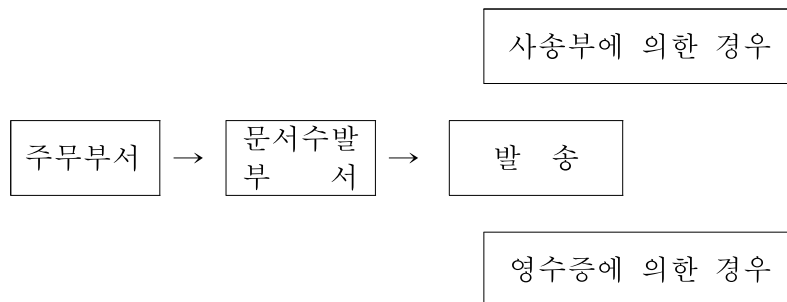 사송부에 의한 경우
주무부서 → 문서수발 부 서 → 발 송
영수증에 의한 경우